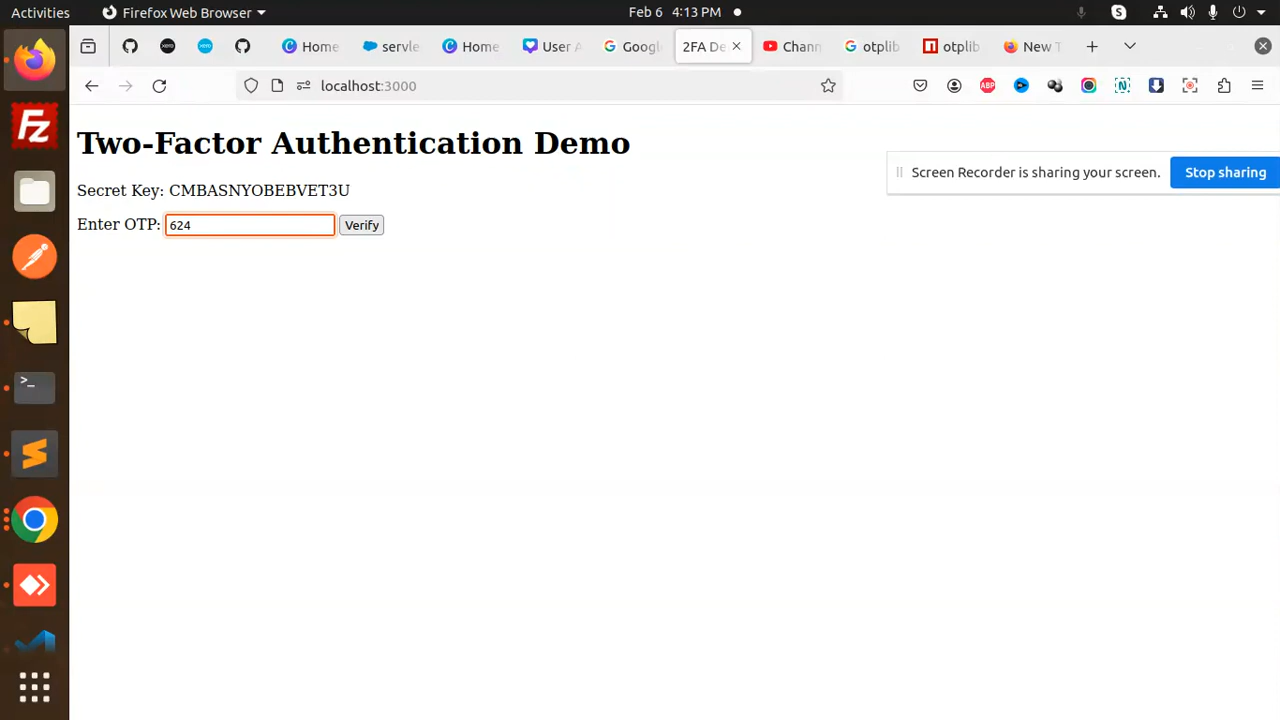 Activities Firefox Web Browser Feb 6 4:13 PM
Home servle Home User A Googl 2FA De Chann otplib otplib New T
localhost:3000 ABP N
Two-Factor Authentication Demo
Screen Recorder is sharing your screen. Stop sharing
Secret Key: CMBASNYOBEBVET3U
Enter OTP: 624 Verify